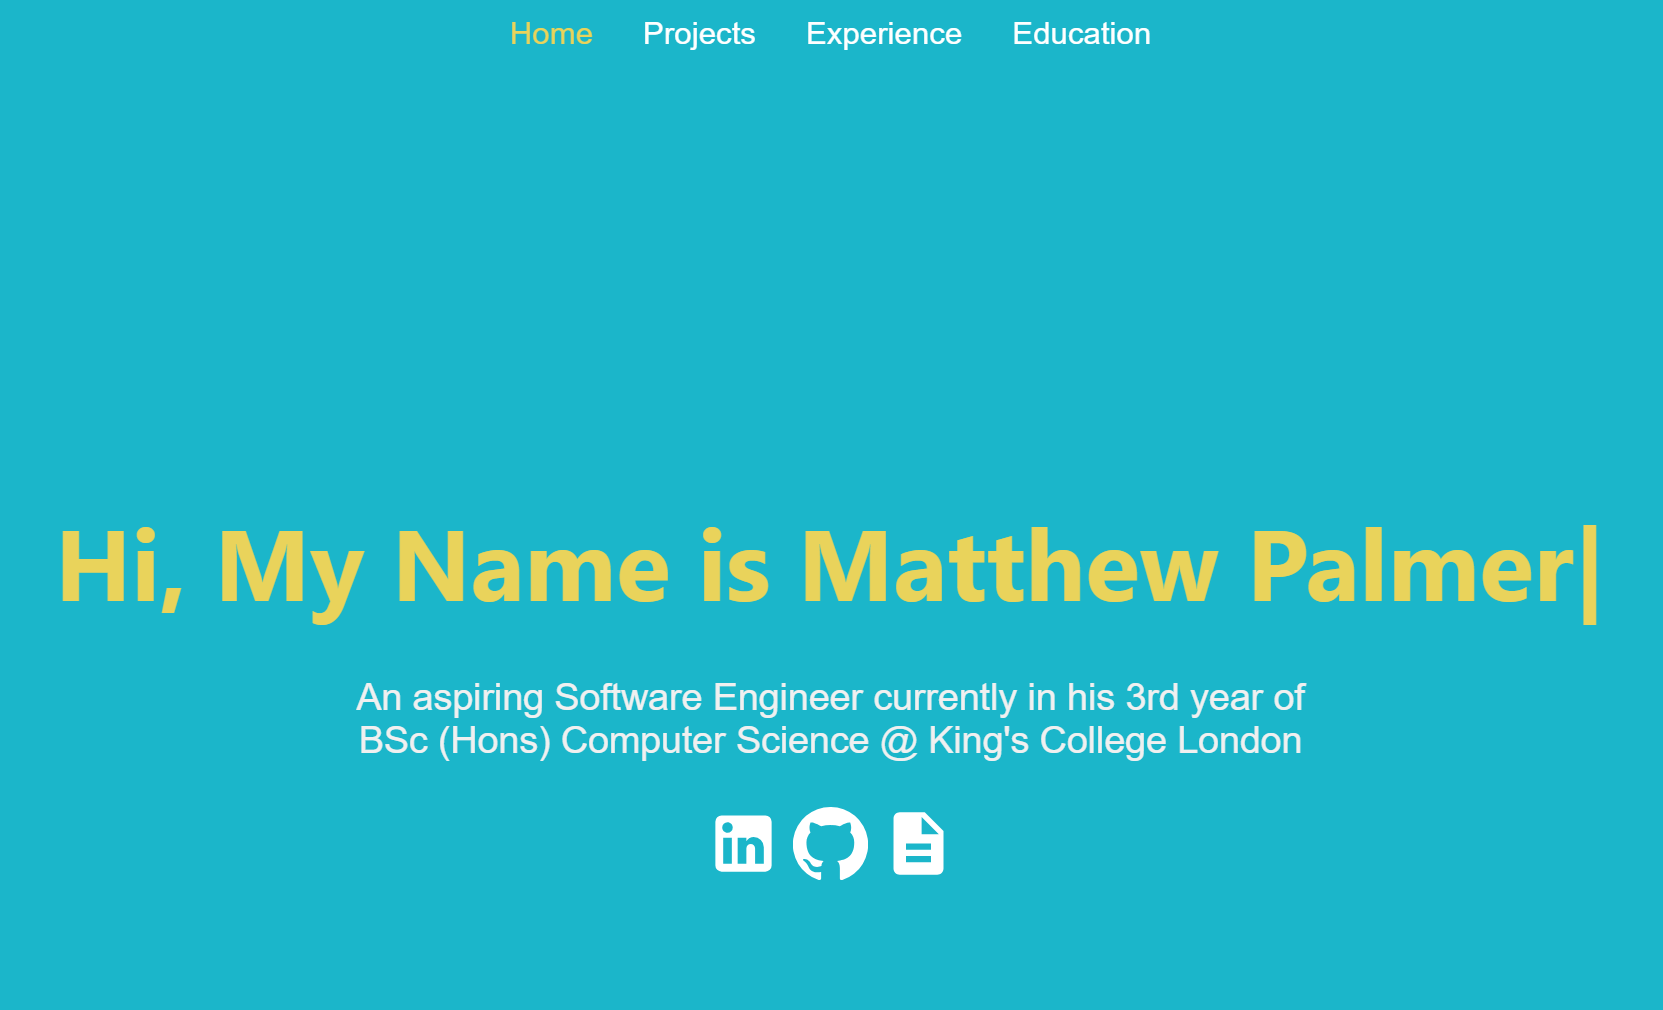 Home Projects Experience Education
Hi, My Name is Matthew Palmer|
An aspiring Software Engineer currently in his 3rd year of
BSc (Hons) Computer Science @ King's College London
in